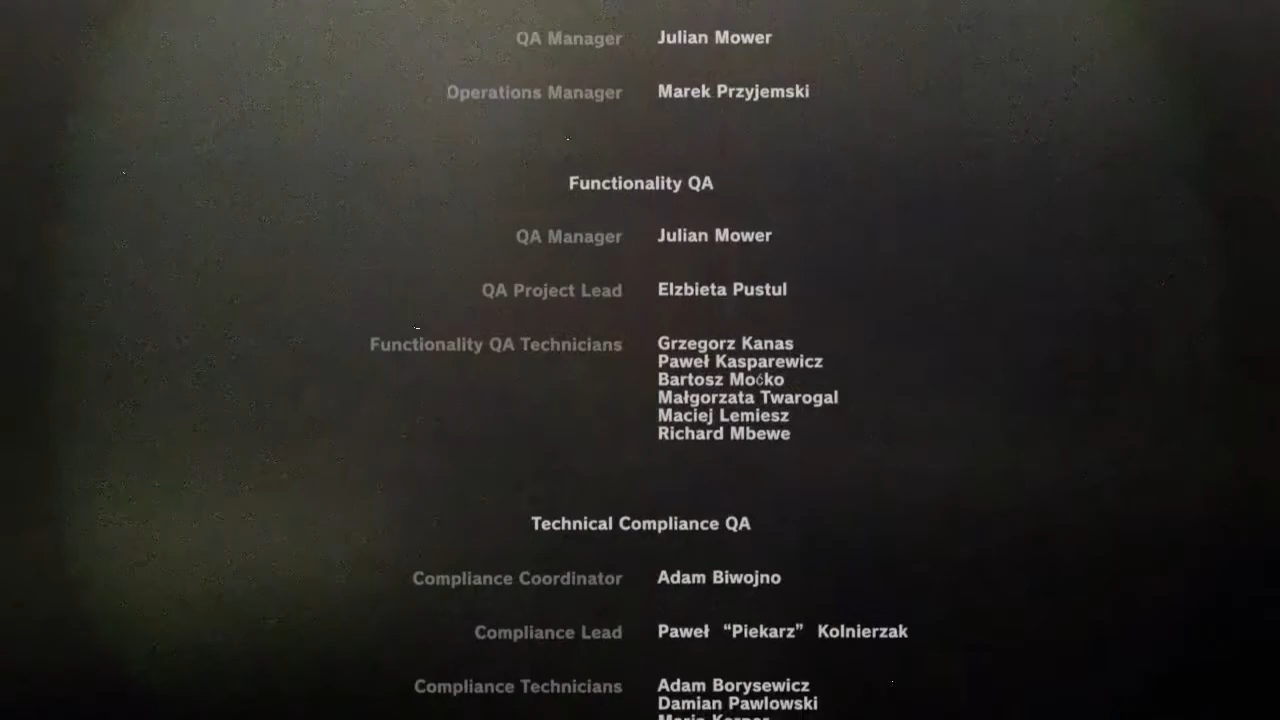 QA Manager Julian Mower
Operations Manager Marek Przyjemski
Functionality QA
QA Manager Julian Mower
QA Project Lead Elzbieta Pustul
Functionality QA Technicians Grzegorz Kanas
Paweł Kasparewicz
Bartosz Moćko
Małgorzata Twarogal
Maciej Lemiesz
Richard Mbewe
Technical Compliance QA
Compliance Coordinator Adam Biwojno
Compliance Lead Paweł “Piekarz” Kolnierzak
Compliance Technicians Adam Borysewicz
Damian Pawlowski